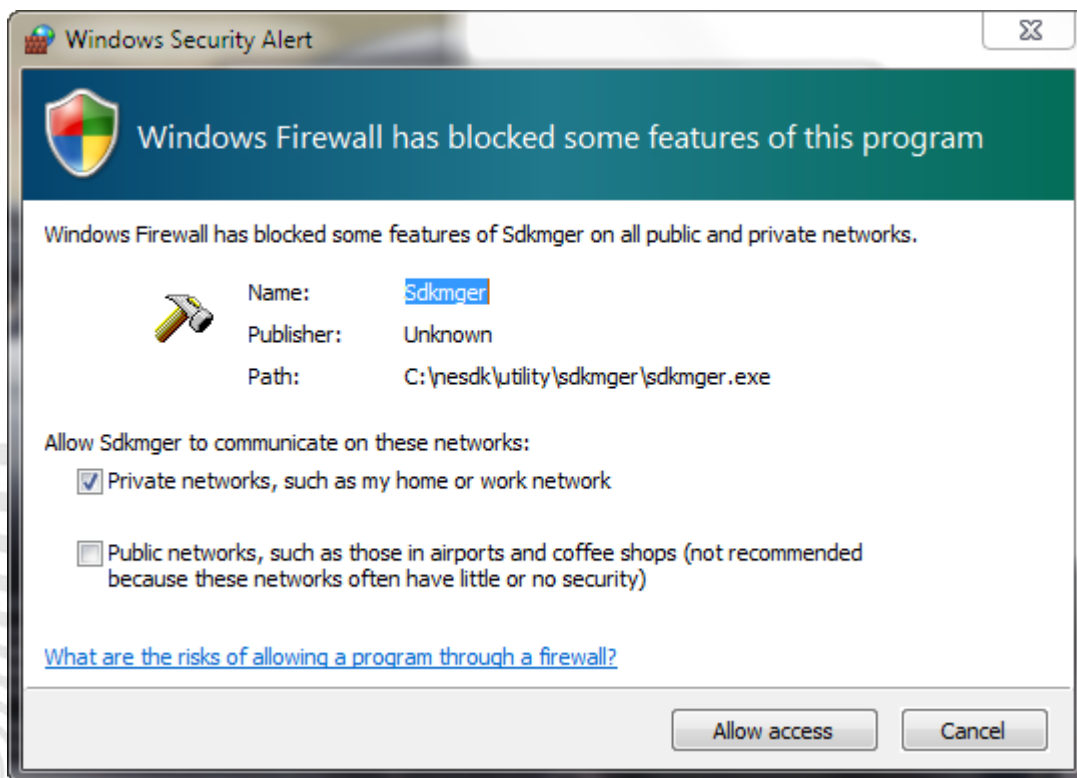 Windows Security Alert
Windows Firewall has blocked some features of this program
Windows Firewall has blocked some features of Sdkmger on all public and private networks.
Name: Sdkmger
Publisher: Unknown
Path: C:\nesdk\utility\sdkmger\sdkmger.exe
Allow Sdkmger to communicate on these networks:
Private networks, such as my home or work network
Public networks, such as those in airports and coffee shops (not recommended
because these networks often have little or no security)
What are the risks of allowing a program through a firewall?
Allow access Cancel